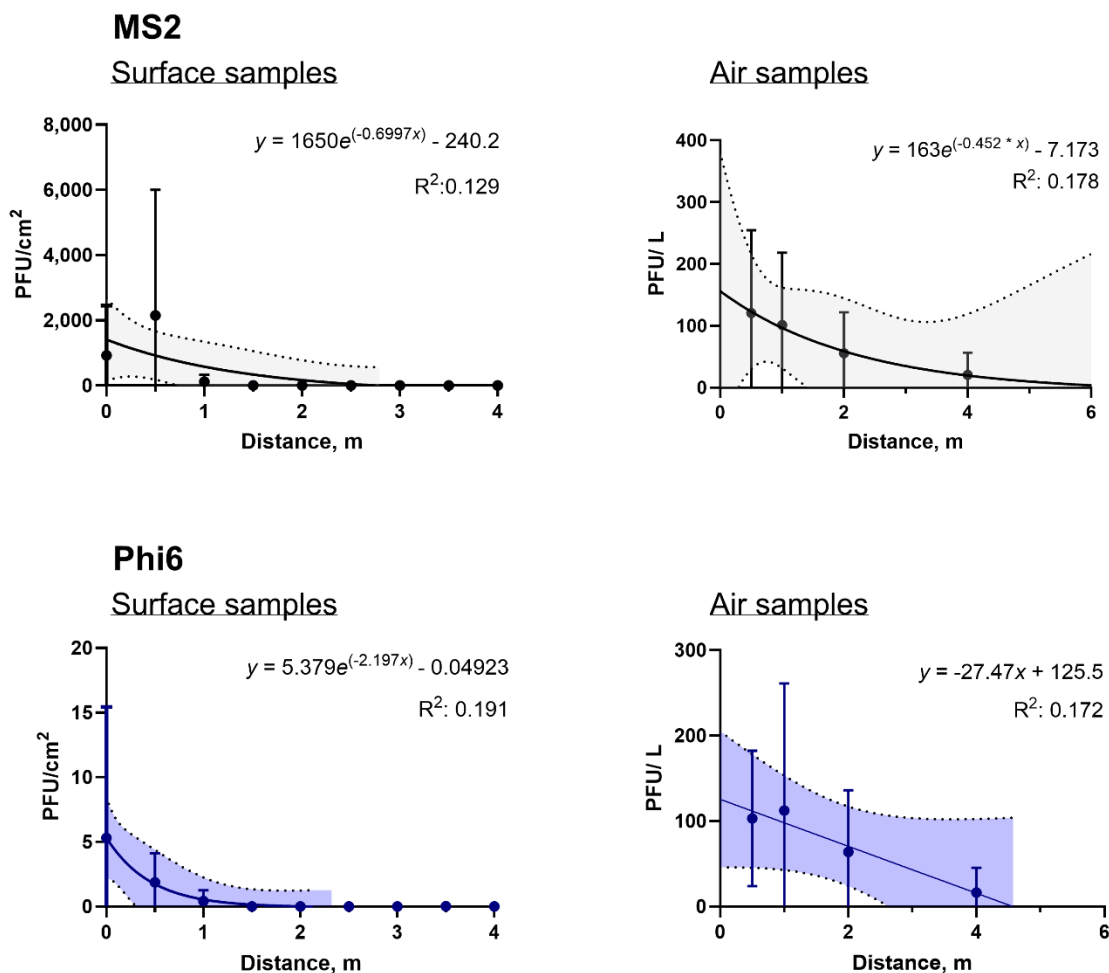 MS2
Surface samples
8,000
6,000
4,000
2,000
0
PFU/cm²
y = 1650e^(-0.6997x) - 240.2
R²:0.129
0 1 2 3 4
Distance, m
Air samples
400
300
200
100
0
PFU/ L
y = 163e^(-0.452 * x) - 7.173
R²: 0.178
0 2 4 6
Distance, m
Phi6
Surface samples
20
15
10
5
0
PFU/cm²
y = 5.379e^(-2.197x) - 0.04923
R²: 0.191
0 1 2 3 4
Distance, m
Air samples
300
200
100
0
PFU/ L
y = -27.47x + 125.5
R²: 0.172
0 2 4 6
Distance, m